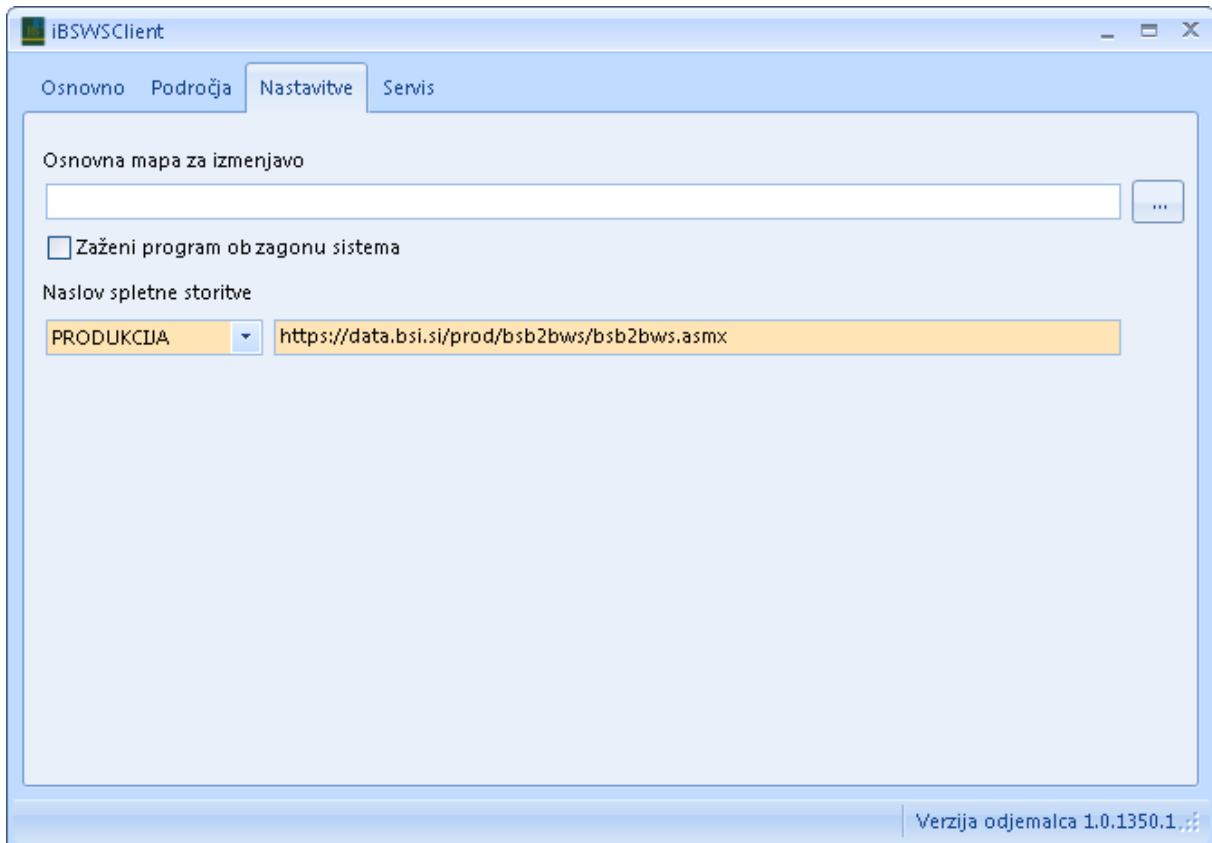 iBSWSClient
Osnovno Področja Nastavitve Servis
Osnovna mapa za izmenjavo
...
Zaženi program ob zagonu sistema
Naslov spletne storitve
PRODUKCIJA https://data.bsi.si/prod/bsb2bws/bsb2bws.asmx
Verzija odjemalca 1.0.1350.1